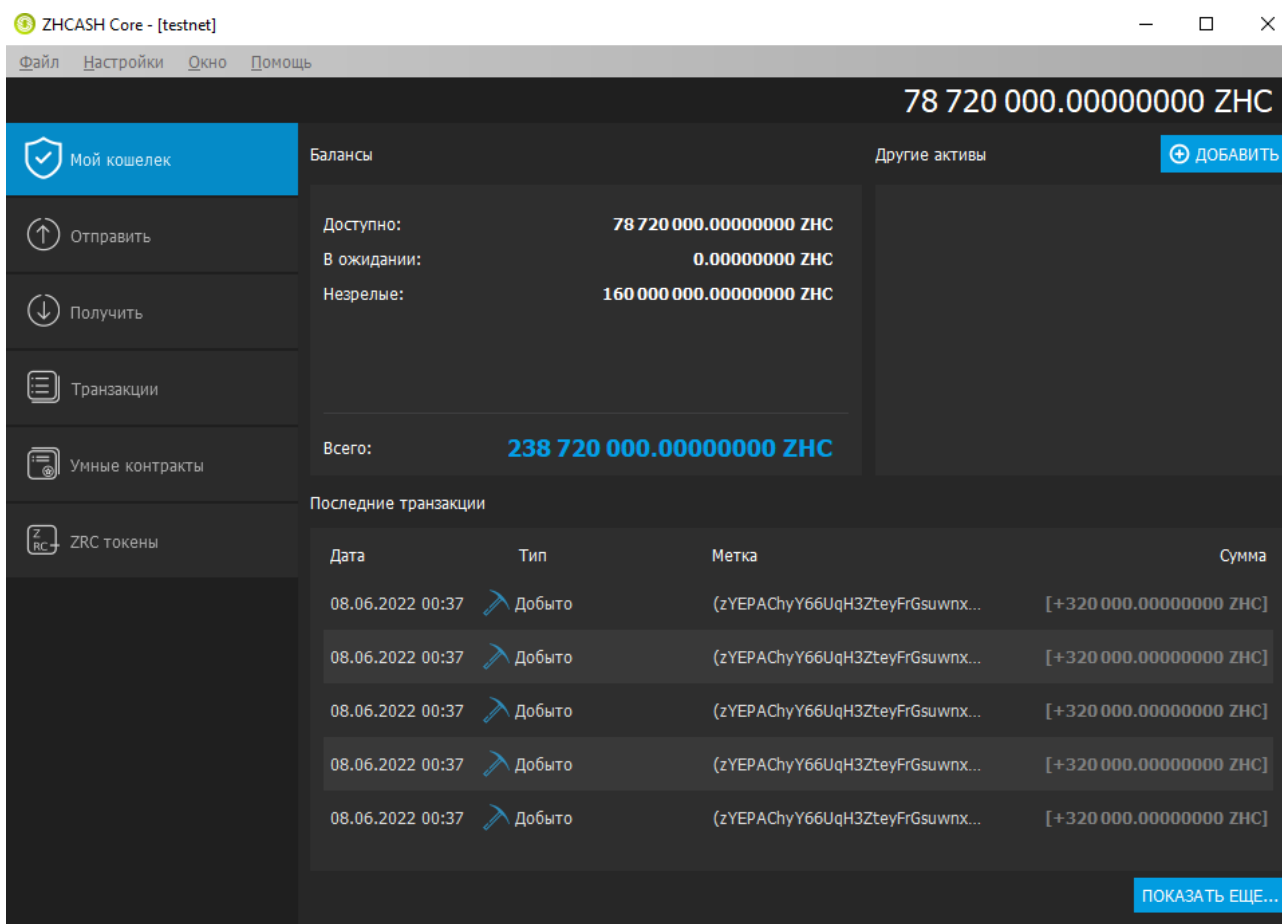 ZHCASH Core - [testnet]
Файл Настройки Окно Помощь
78 720 000.00000000 ZHC
Мой кошелек
Отправить
Получить
Транзакции
Умные контракты
ZRC ZRC токены
Балансы
Доступно: 78 720 000.00000000 ZHC
В ожидании: 0.00000000 ZHC
Незрелые: 160 000 000.00000000 ZHC
Всего: 238 720 000.00000000 ZHC
Другие активы
ДОБАВИТЬ
Последние транзакции
Дата Тип Метка Сумма
08.06.2022 00:37 Добыто (zYEPAChyY66UqH3ZteyFrGsuwnx... [+320 000.00000000 ZHC]
08.06.2022 00:37 Добыто (zYEPAChyY66UqH3ZteyFrGsuwnx... [+320 000.00000000 ZHC]
08.06.2022 00:37 Добыто (zYEPAChyY66UqH3ZteyFrGsuwnx... [+320 000.00000000 ZHC]
08.06.2022 00:37 Добыто (zYEPAChyY66UqH3ZteyFrGsuwnx... [+320 000.00000000 ZHC]
08.06.2022 00:37 Добыто (zYEPAChyY66UqH3ZteyFrGsuwnx... [+320 000.00000000 ZHC]
ПОКАЗАТЬ ЕЩЕ...